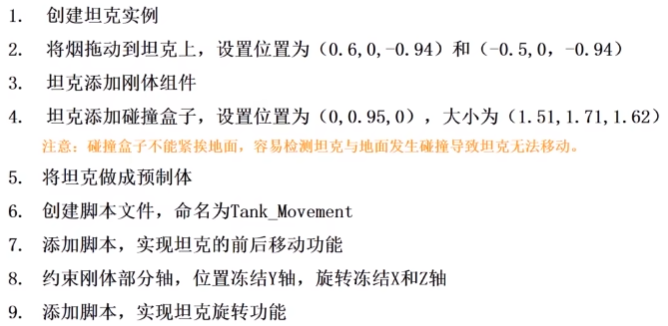 1. 创建坦克实例
2. 将烟拖动到坦克上，设置位置为（0.6,0,-0.94）和（-0.5,0，-0.94）
3. 坦克添加刚体组件
4. 坦克添加碰撞盒子，设置位置为（0,0.95,0），大小为（1.51,1.71,1.62）
注意：碰撞盒子不能紧挨地面，容易检测坦克与地面发生碰撞导致坦克无法移动。
5. 将坦克做成预制体
6. 创建脚本文件，命名为Tank_Movement
7. 添加脚本，实现坦克的前后移动功能
8. 约束刚体部分轴，位置冻结Y轴，旋转冻结X和Z轴
9. 添加脚本，实现坦克旋转功能